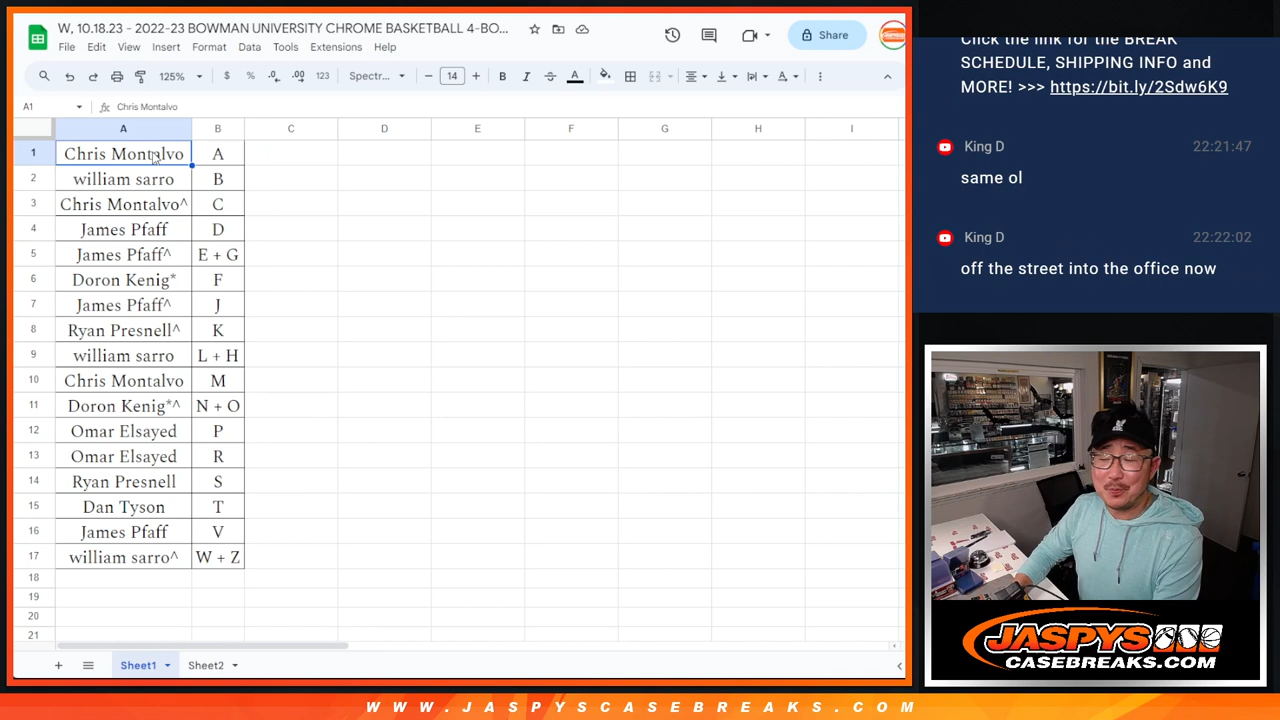 W, 10.18.23 - 2022-23 BOWMAN UNIVERSITY CHROME BASKETBALL 4-BO...
File Edit View Insert Format Data Tools Extensions Help
Share
125% $ % .0 .00 123 Spectr... 14 B I A
A1 fx Chris Montalvo
A B C D E F G H I
1 Chris Montalvo A
2 william sarro B
3 Chris Montalvo^ C
4 James Pfaff D
5 James Pfaff^ E + G
6 Doron Kenig* F
7 James Pfaff^ J
8 Ryan Presnell^ K
9 william sarro L + H
10 Chris Montalvo M
11 Doron Kenig*^ N + O
12 Omar Elsayed P
13 Omar Elsayed R
14 Ryan Presnell S
15 Dan Tyson T
16 James Pfaff V
17 william sarro^ W + Z
18
19
20
21
Sheet1 Sheet2
Click the link for the BREAK
SCHEDULE, SHIPPING INFO and
MORE! >>> https://bit.ly/2Sdw6K9
King D 22:21:47
same ol
King D 22:22:02
off the street into the office now
JASPYS
CASEBREAKS.COM
WWW.JASPYSCASEBREAKS.COM